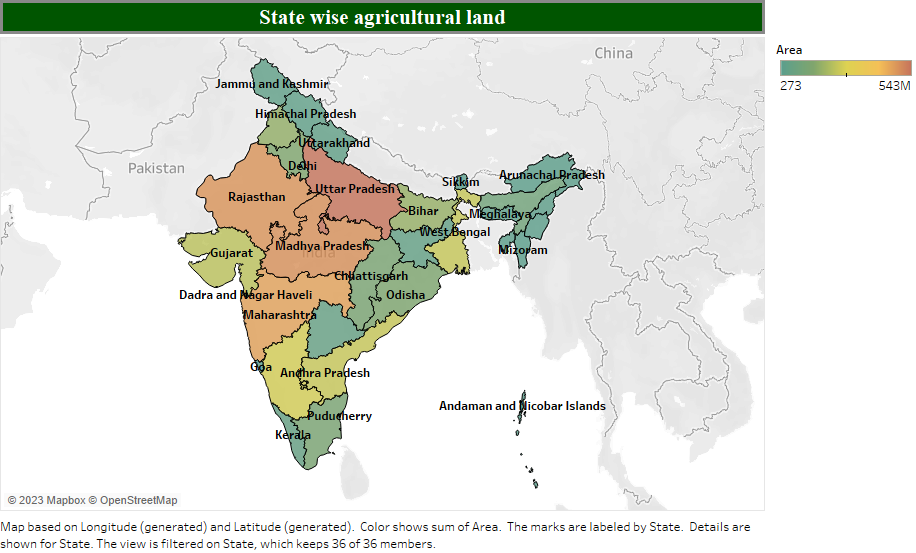 State wise agricultural land
China
Area
273 543M
Jammu and Kashmir
Himachal Pradesh
Uttarakhand
Pakistan
Delhi
Arunachal Pradesh
Sikkim
Uttar Pradesh
Rajasthan
Bihar
Meghalaya
West Bengal
Madhya Pradesh
Mizoram
India
Gujarat
Chhattisgarh
Dadra and Nagar Haveli
Odisha
Maharashtra
Goa
Andhra Pradesh
Andaman and Nicobar Islands
Puducherry
Kerala
© 2023 Mapbox © OpenStreetMap
Map based on Longitude (generated) and Latitude (generated). Color shows sum of Area. The marks are labeled by State. Details are
shown for State. The view is filtered on State, which keeps 36 of 36 members.